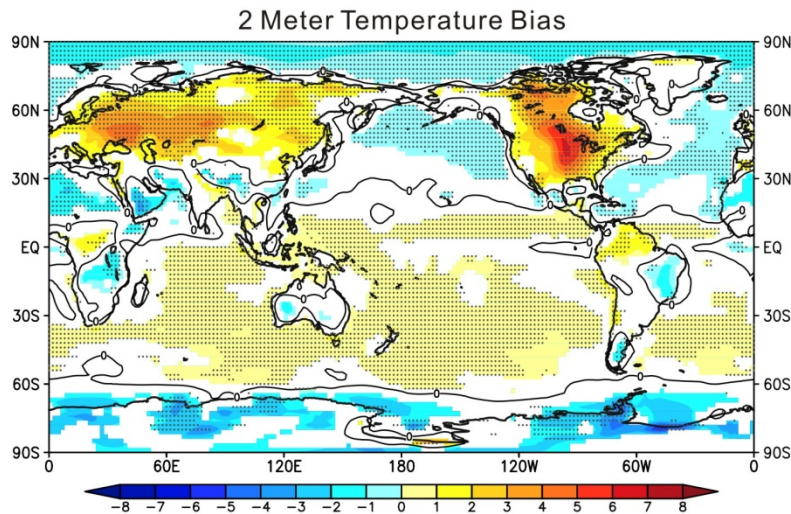 2 Meter Temperature Bias
90N 90N
60N 60N
30N 30N
EQ EQ
30S 30S
60S 60S
90S 90S
0 60E 120E 180 120W 60W 0
-8 -7 -6 -5 -4 -3 -2 -1 0 1 2 3 4 5 6 7 8